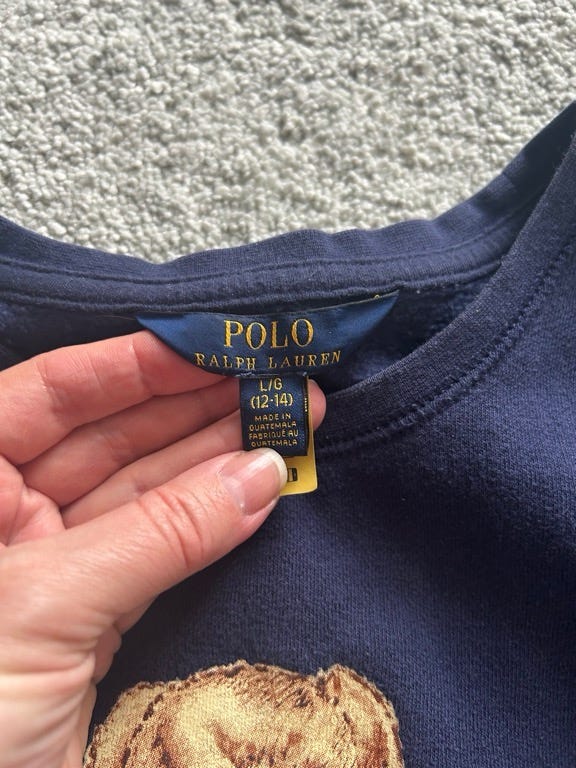 POLO
RALPH LAUREN
L/G
(12-14)
MADE IN
GUATEMALA
FABRIQUÉ AU
GUATEMALA